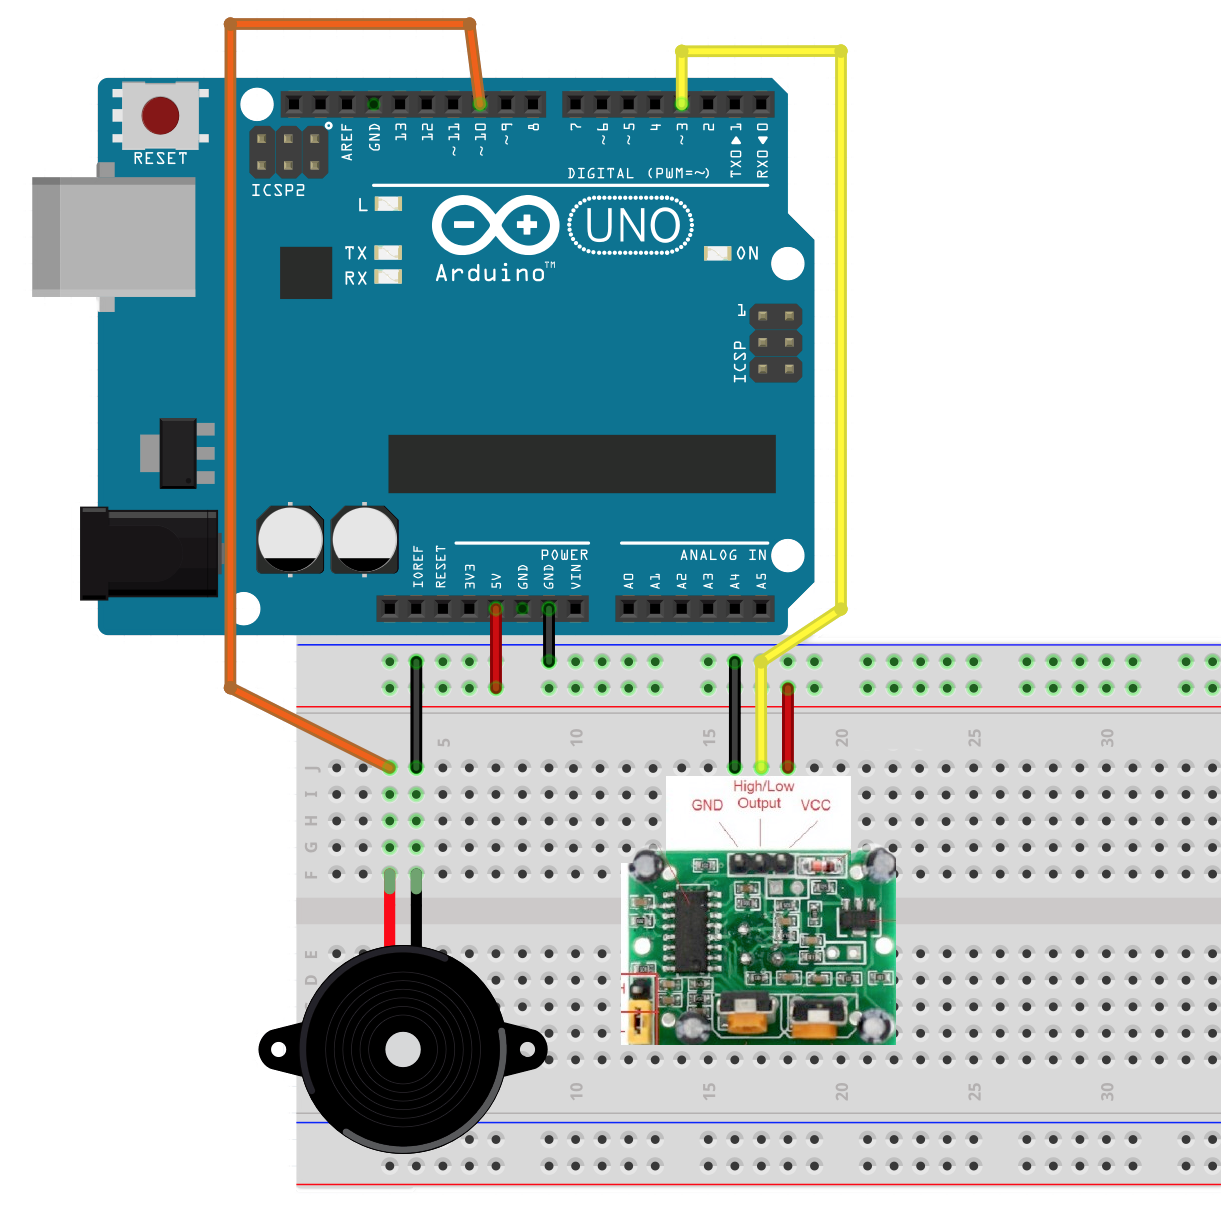 RESET
ICSP2
AREF
GND
13
12
~11
~10
~9
8
7
~6
~5
4
~3
2
TX0▶1
RX0◀0
DIGITAL (PWM=~)
L
TX
RX
Arduino™
UNO
ON
1
ICSP
IOREF
RESET
3V3
5V
GND
GND
VIN
POWER
ANALOG IN
A0
A1
A2
A3
A4
A5
5
10
15
20
25
30
J
I
H
G
F
High/Low
Output
GND
VCC
E
D
10
15
20
25
30